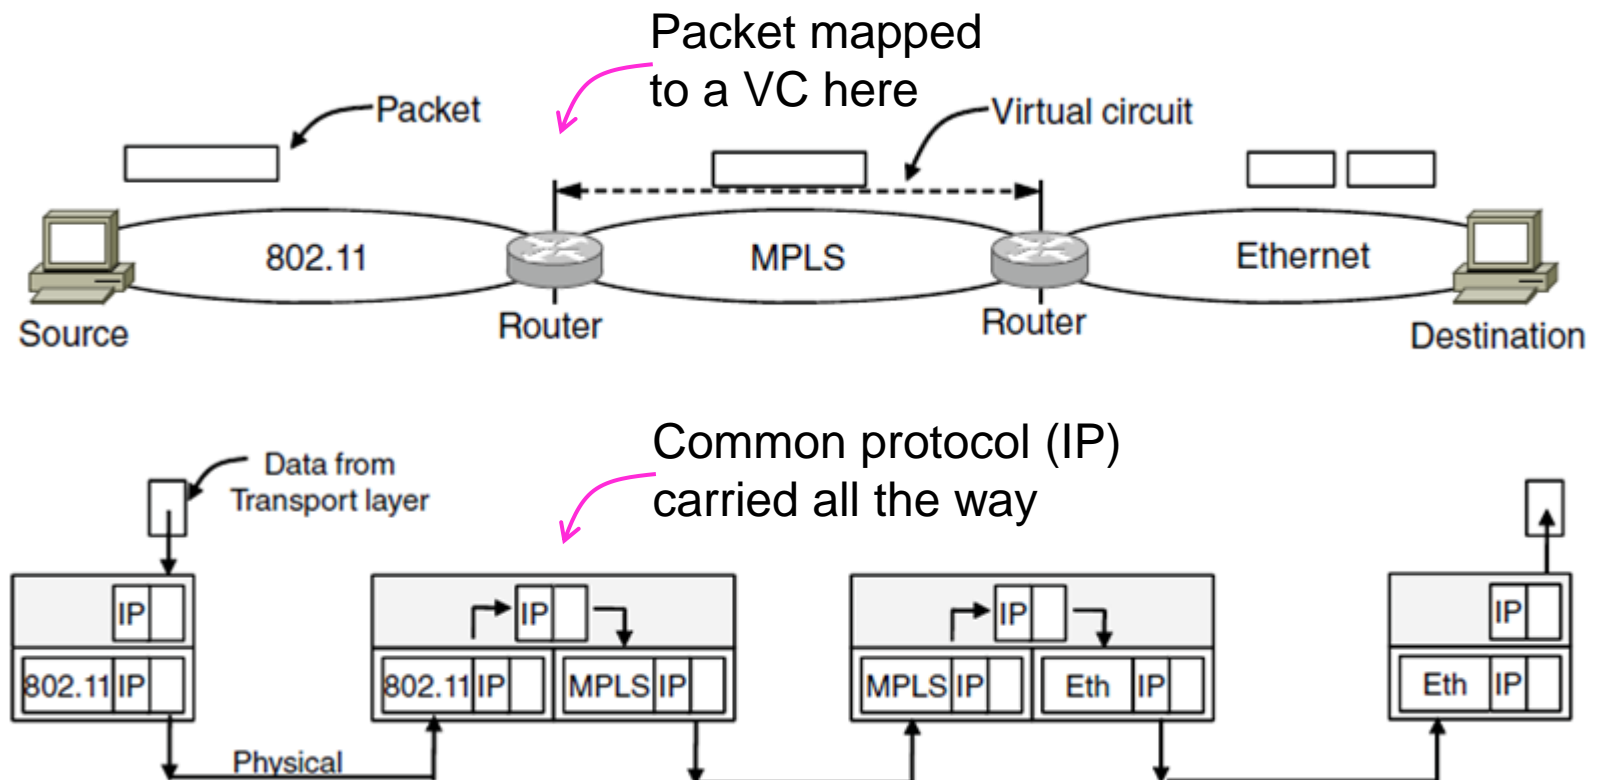 Packet mapped
to a VC here
Packet
Virtual circuit
802.11
MPLS
Ethernet
Source
Router
Router
Destination
Common protocol (IP)
carried all the way
Data from
Transport layer
IP
IP
IP
IP
802.11 IP
802.11 IP
MPLS IP
MPLS IP
Eth IP
Eth IP
Physical